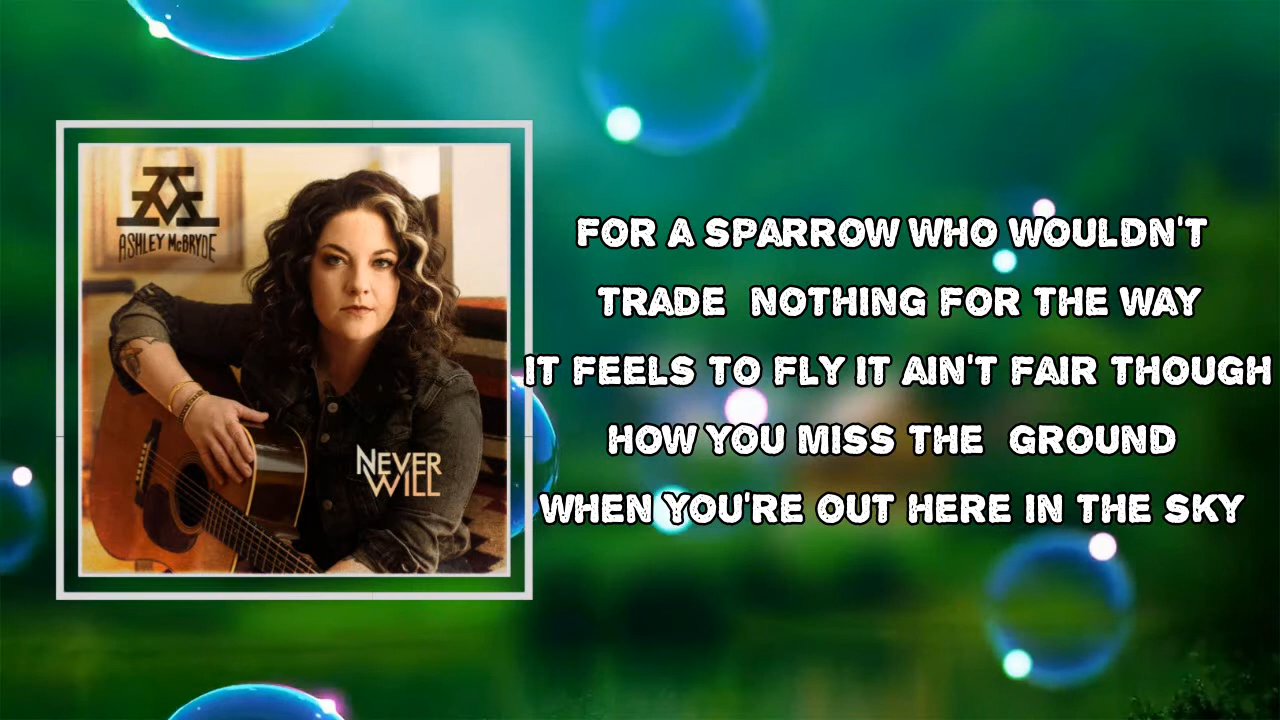 ASHLEY McBRYDE
NEVER
WILL
FOR A SPARROW WHO WOULDN'T
TRADE NOTHING FOR THE WAY
IT FEELS TO FLY IT AIN'T FAIR THOUGH
HOW YOU MISS THE GROUND
WHEN YOU'RE OUT HERE IN THE SKY